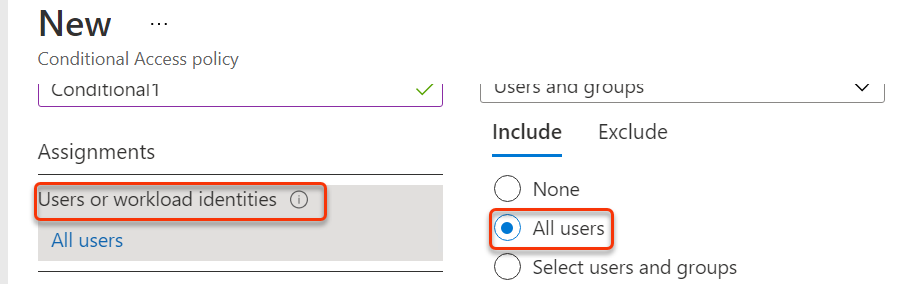 New ...
Conditional Access policy
Conditional1
Users and groups
Include Exclude
Assignments
Users or workload identities
All users
None
All users
Select users and groups